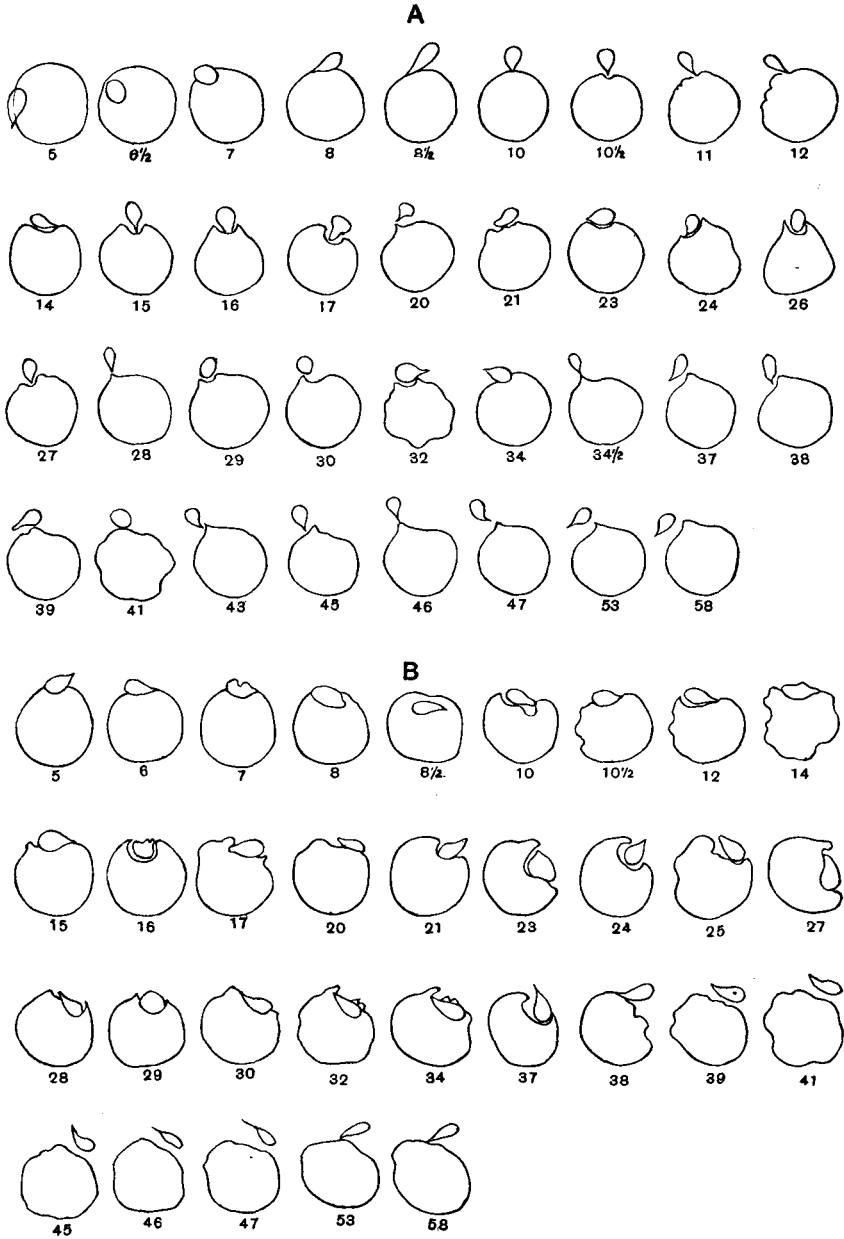 A
5 6½ 7 8 8½ 10 10½ 11 12
14 15 16 17 20 21 23 24 26
27 28 29 30 32 34 34½ 37 38
39 41 43 45 46 47 53 58
B
5 6 7 8 8½. 10 10½ 12 14
15 16 17 20 21 23 24 25 27
28 29 30 32 34 37 38 39 41
45 46 47 53 58